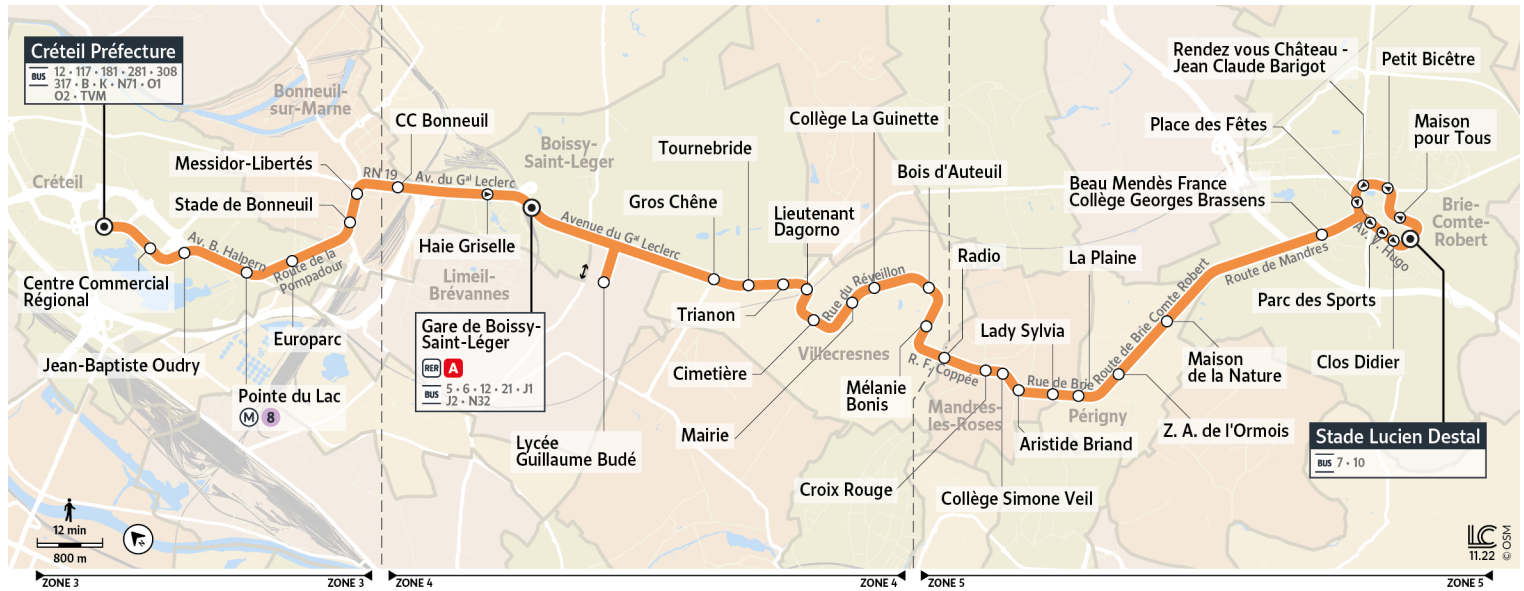 Créteil Préfecture
BUS
12 • 117 • 181 • 281 • 308
317 • B • K • N71 • O1
O2 • TVM
Bonneuil-
sur-Marne
Créteil
Messidor-Libertés
Stade de Bonneuil
Centre Commercial
Régional
Av. B. Halpern
Route de la
Pompadour
Jean-Baptiste Oudry
Europarc
Pointe du Lac
M 8
RN 19
CC Bonneuil
Av. du Gal Leclerc
Haie Griselle
Limeil-
Brévannes
Boissy-
Saint-Léger
Gare de Boissy-
Saint-Léger
RER A
BUS
5 • 6 • 12 • 21 • J1
J2 • N32
Avenue du Gal Leclerc
Lycée
Guillaume Budé
Gros Chêne
Tournebride
Trianon
Lieutenant
Dagorno
Cimetière
Mairie
Rue du Réveillon
Villecresnes
Collège La Guinette
Bois d'Auteuil
Mélanie
Bonis
Radio
R. F. Coppée
Mandres-
les-Roses
Croix Rouge
Collège Simone Veil
Aristide Briand
Lady Sylvia
Rue de Brie
La Plaine
Périgny
Z. A. de l'Ormois
Route de Brie Comte Robert
Maison
de la Nature
Route de Mandres
Beau Mendès France
Collège Georges Brassens
Place des Fêtes
Rendez vous Château -
Jean Claude Barigot
Petit Bicêtre
Maison
pour Tous
Brie-
Comte-
Robert
Av. V. Hugo
Parc des Sports
Clos Didier
Stade Lucien Destal
BUS
7 • 10
12 min
800 m
N
LC
11.22
© OSM
ZONE 3
ZONE 3
ZONE 4
ZONE 4
ZONE 5
ZONE 5